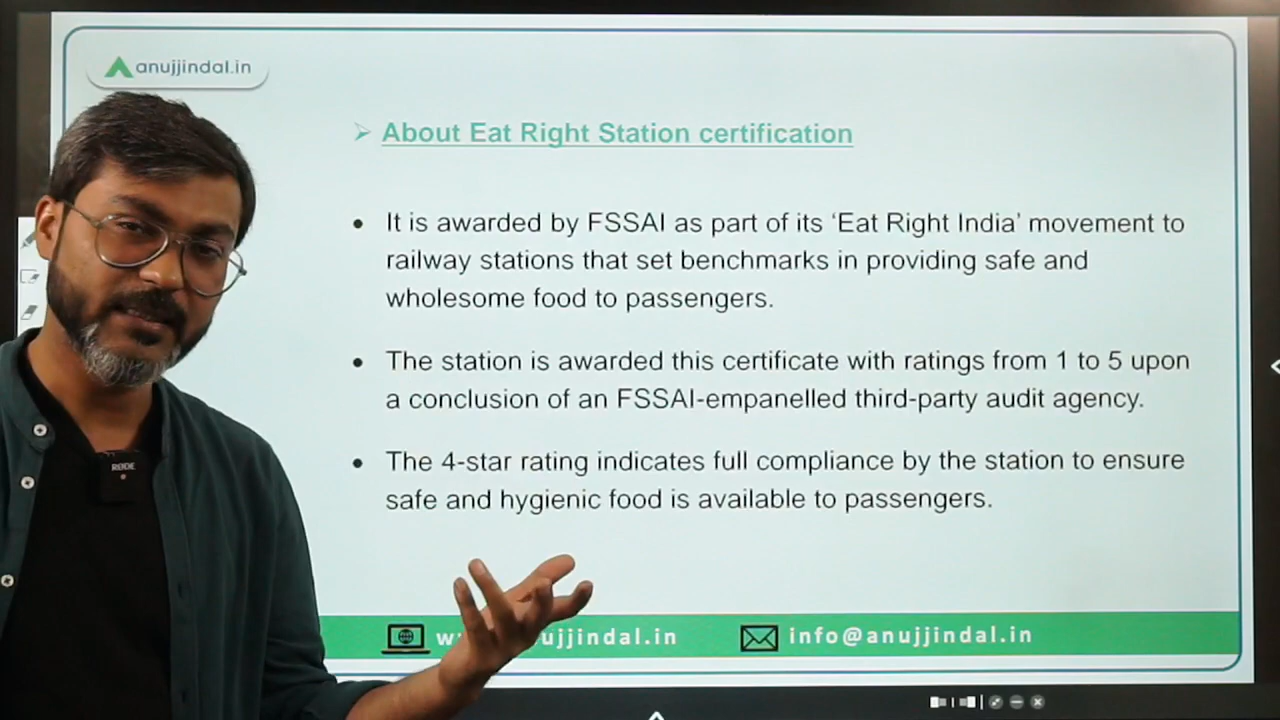 anujjindal.in
About Eat Right Station certification
It is awarded by FSSAI as part of its ‘Eat Right India’ movement to
railway stations that set benchmarks in providing safe and
wholesome food to passengers.
The station is awarded this certificate with ratings from 1 to 5 upon
a conclusion of an FSSAI-empanelled third-party audit agency.
The 4-star rating indicates full compliance by the station to ensure
safe and hygienic food is available to passengers.
RØDE
info@anujjindal.in